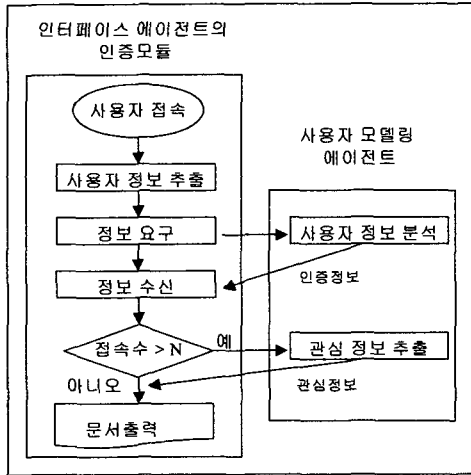 인터페이스 에이전트의
인증모듈
사용자 접속
사용자 정보 추출
정보 요구
정보 수신
접속수 > N
예
아니오
문서출력
사용자 모델링
에이전트
사용자 정보 분석
인증정보
관심 정보 추출
관심정보